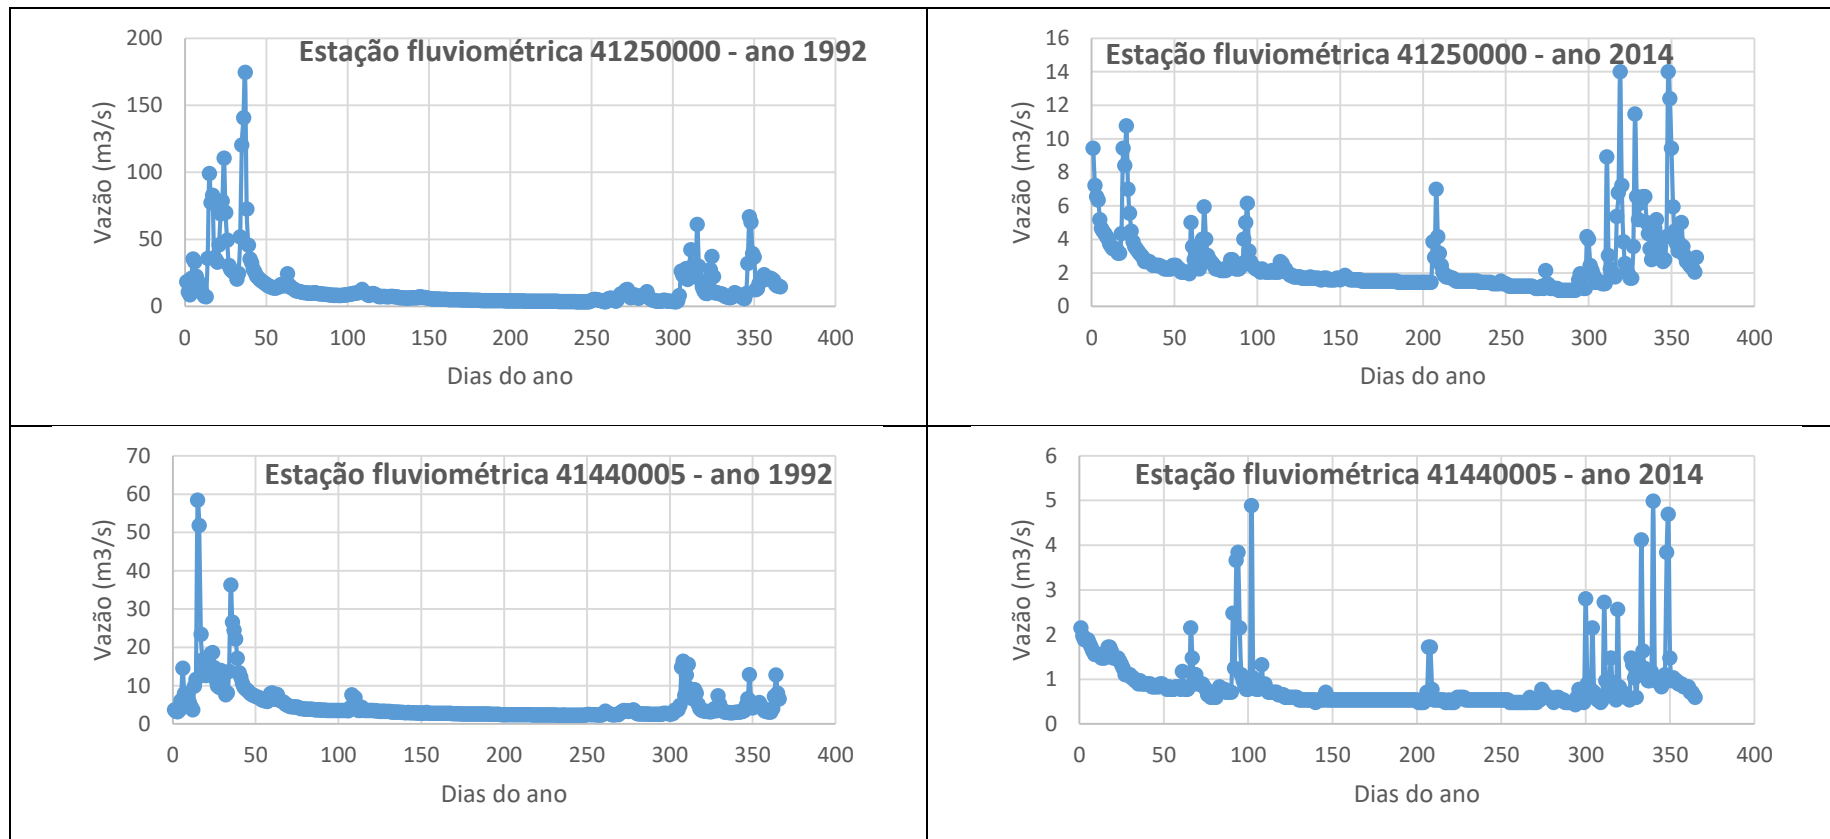 Estação fluviométrica 41250000 - ano 1992
200
150
100
50
0
Vazão (m3/s)
0 50 100 150 200 250 300 350 400
Dias do ano
Estação fluviométrica 41250000 - ano 2014
16
14
12
10
8
6
4
2
0
Vazão (m3/s)
0 50 100 150 200 250 300 350 400
Dias do ano
Estação fluviométrica 41440005 - ano 1992
70
60
50
40
30
20
10
0
Vazão (m3/s)
0 50 100 150 200 250 300 350 400
Dias do ano
Estação fluviométrica 41440005 - ano 2014
6
5
4
3
2
1
0
Vazão (m3/s)
0 50 100 150 200 250 300 350 400
Dias do ano